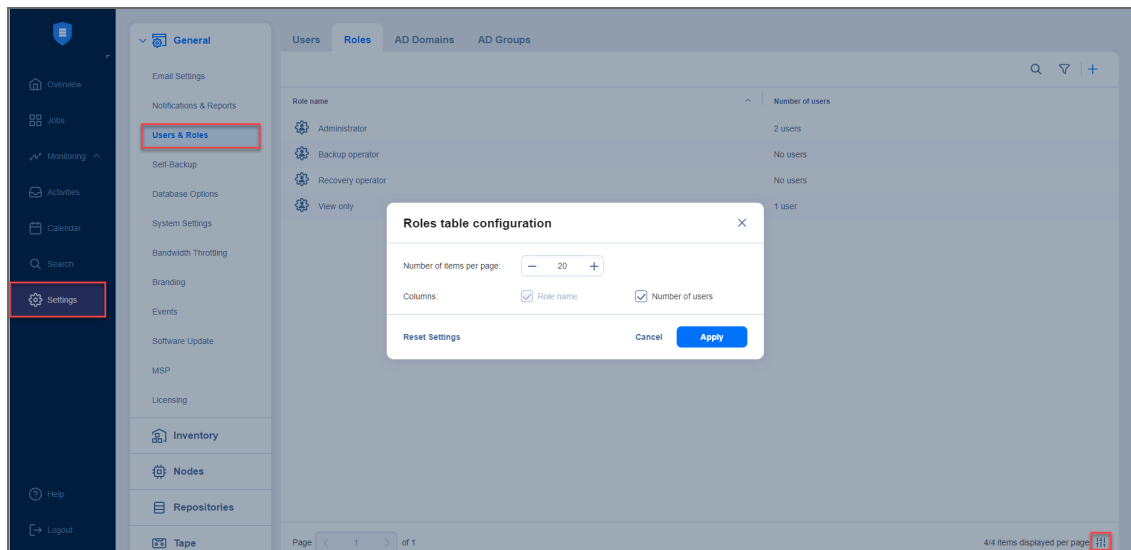 Overview
Jobs
Monitoring
Activities
Calendar
Search
Settings
Help
Logout
General
Email Settings
Notifications & Reports
Users & Roles
Self-Backup
Database Options
System Settings
Bandwidth Throttling
Branding
Events
Software Update
MSP
Licensing
Inventory
Nodes
Repositories
Tape
Users Roles AD Domains AD Groups
Role name Number of users
Administrator 2 users
Backup operator No users
Recovery operator No users
View only 1 user
Roles table configuration
Number of items per page: 20
Columns: Role name Number of users
Reset Settings Cancel Apply
Page 1 of 1 4/4 items displayed per page